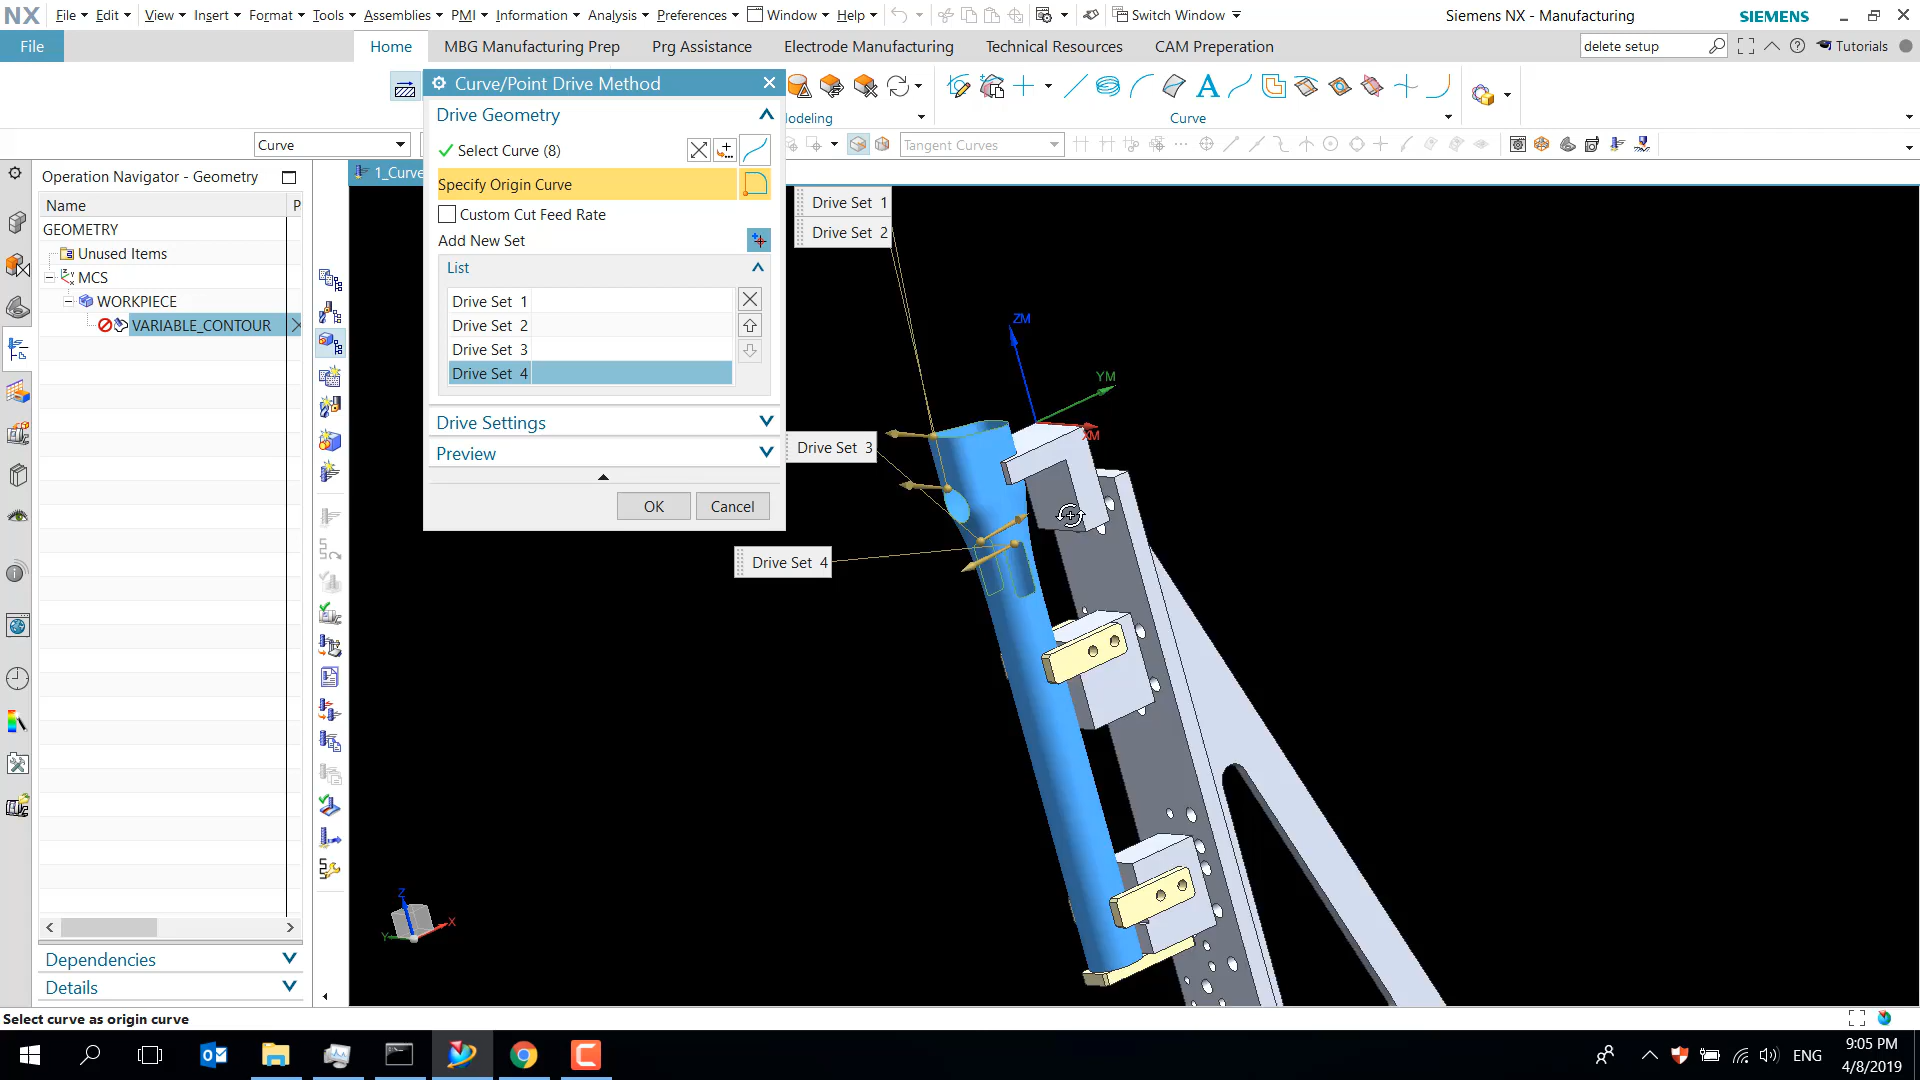 NX
File Edit View Insert Format Tools Assemblies PMI Information Analysis Preferences Window Help
Switch Window
Siemens NX - Manufacturing
SIEMENS
File
Home MBG Manufacturing Prep Prg Assistance Electrode Manufacturing Technical Resources CAM Preperation
delete setup
Tutorials
Curve/Point Drive Method
Drive Geometry
Select Curve (8)
Specify Origin Curve
Custom Cut Feed Rate
Add New Set
List
Drive Set 1
Drive Set 2
Drive Set 3
Drive Set 4
Drive Settings
Preview
OK Cancel
odeling
Curve
Curve
Tangent Curves
Operation Navigator - Geometry
Name P
GEOMETRY
Unused Items
MCS
WORKPIECE
VARIABLE_CONTOUR
1_Curve
Drive Set 1
Drive Set 2
Drive Set 3
Drive Set 4
ZM
YM
XM
Z
X
Y
Dependencies
Details
Select curve as origin curve
ENG
9:05 PM
4/8/2019